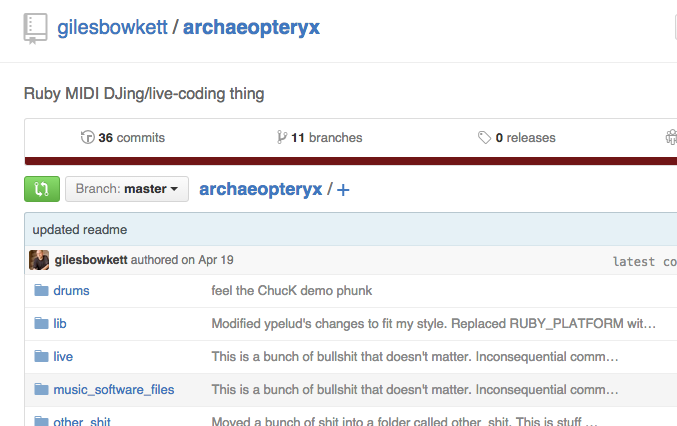 gilesbowkett / archaeopteryx
Ruby MIDI DJing/live-coding thing
36 commits 11 branches 0 releases
Branch: master archaeopteryx / +
updated readme
gilesbowkett authored on Apr 19 latest co
drums feel the ChucK demo phunk
lib Modified ypelud's changes to fit my style. Replaced RUBY_PLATFORM wit…
live This is a bunch of bullshit that doesn't matter. Inconsequential comm…
music_software_files This is a bunch of bullshit that doesn't matter. Inconsequential comm…
other_shit Moved a bunch of shit into a folder called other_shit. This is stuff …